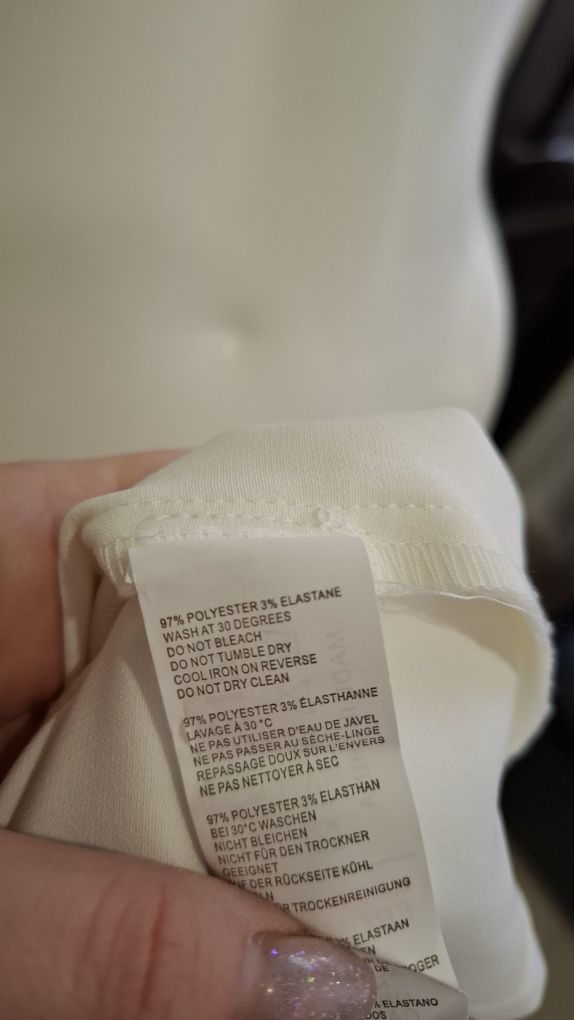 97% POLYESTER 3% ELASTANE
WASH AT 30 DEGREES
DO NOT BLEACH
DO NOT TUMBLE DRY
COOL IRON ON REVERSE
DO NOT DRY CLEAN
97% POLYESTER 3% ÉLASTHANNE
LAVAGE À 30°C
NE PAS UTILISER D'EAU DE JAVEL
NE PAS PASSER AU SÈCHE-LINGE
REPASSAGE DOUX SUR L'ENVERS
NE PAS NETTOYER À SEC
97% POLYESTER 3% ELASTHAN
BEI 30°C WASCHEN
NICHT BLEICHEN
NICHT FÜR DEN TROCKNER
GEEIGNET
DER RÜCKSEITE KÜHL
TROCKENREINIGUNG
% ELASTAAN
DE
% ELASTANO